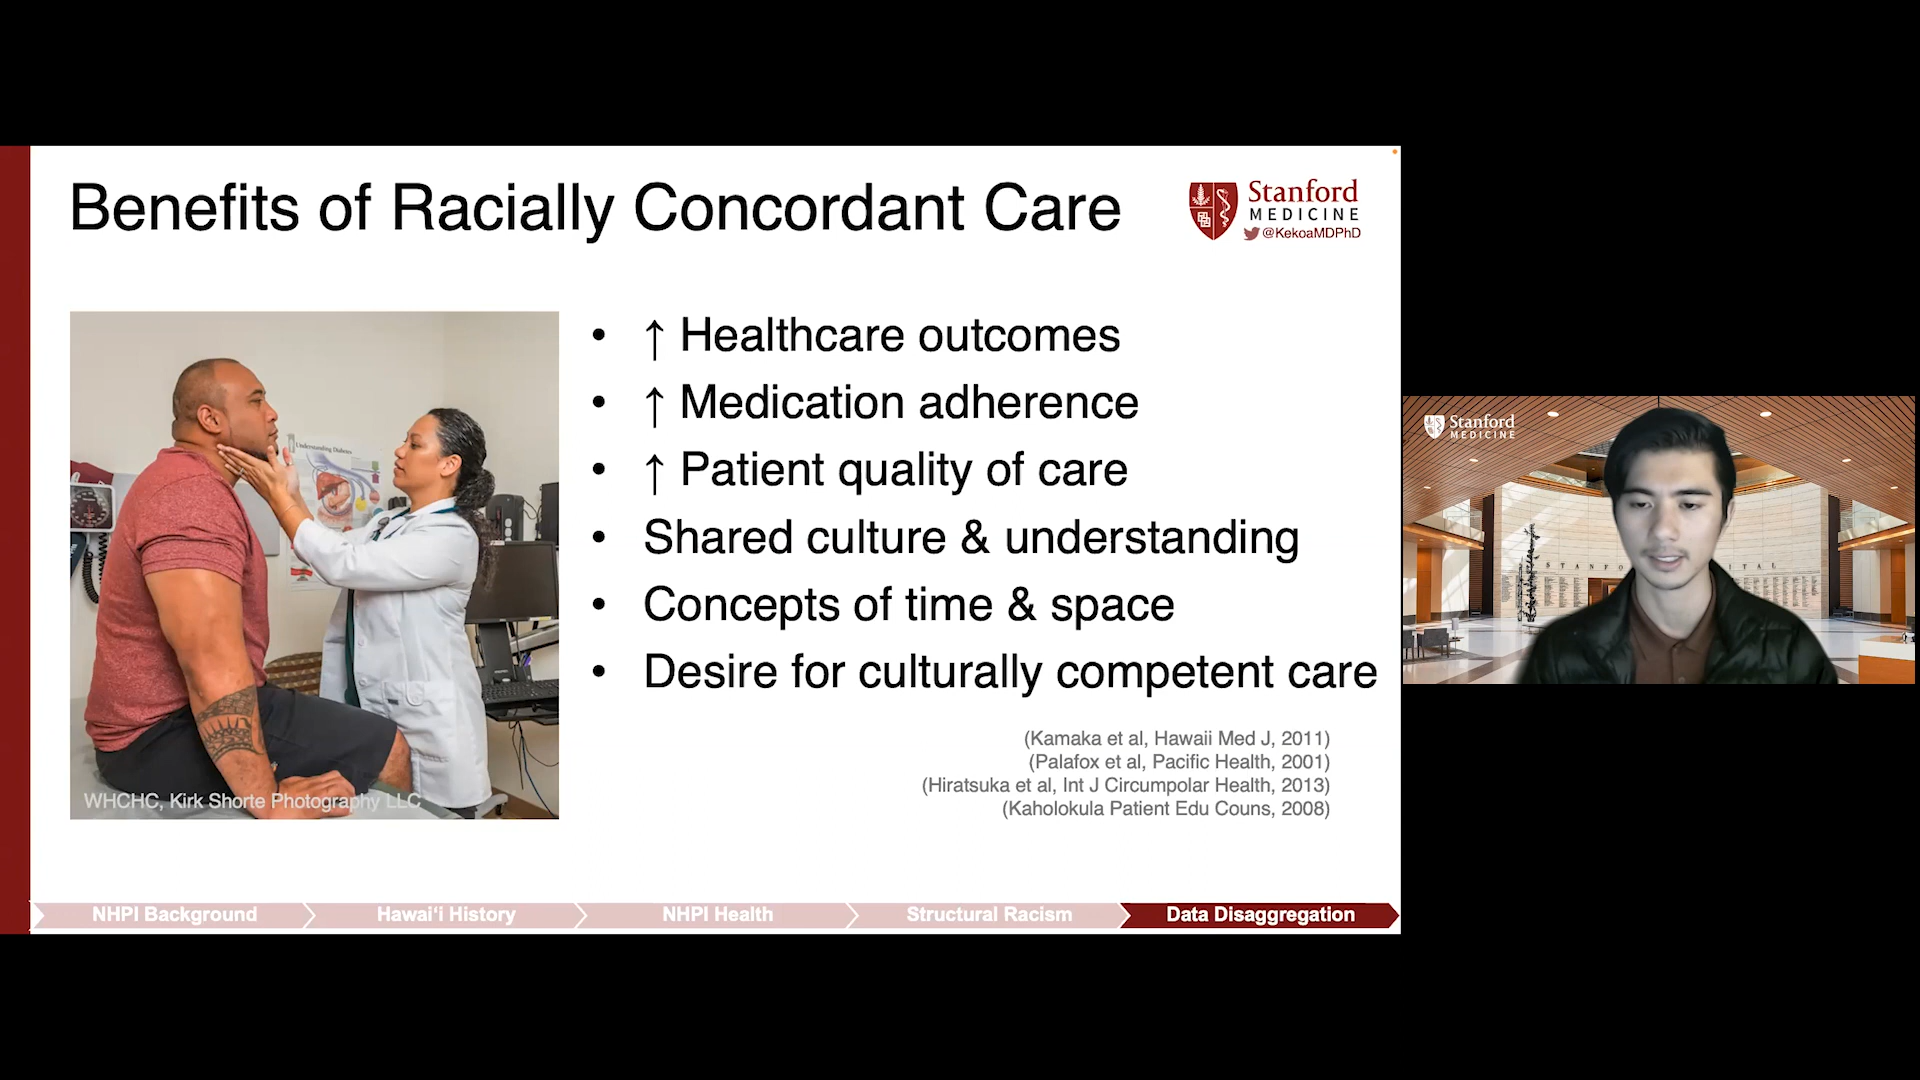 Benefits of Racially Concordant Care
Stanford
MEDICINE
@KekoaMDPhD
• ↑ Healthcare outcomes
• ↑ Medication adherence
• ↑ Patient quality of care
• Shared culture & understanding
• Concepts of time & space
• Desire for culturally competent care
Understanding Diabetes
WHCHC, Kirk Shorte Photography LLC
(Kamaka et al, Hawaii Med J, 2011)
(Palafox et al, Pacific Health, 2001)
(Hiratsuka et al, Int J Circumpolar Health, 2013)
(Kaholokula Patient Edu Couns, 2008)
NHPI Background
Hawaiʻi History
NHPI Health
Structural Racism
Data Disaggregation
Stanford
MEDICINE